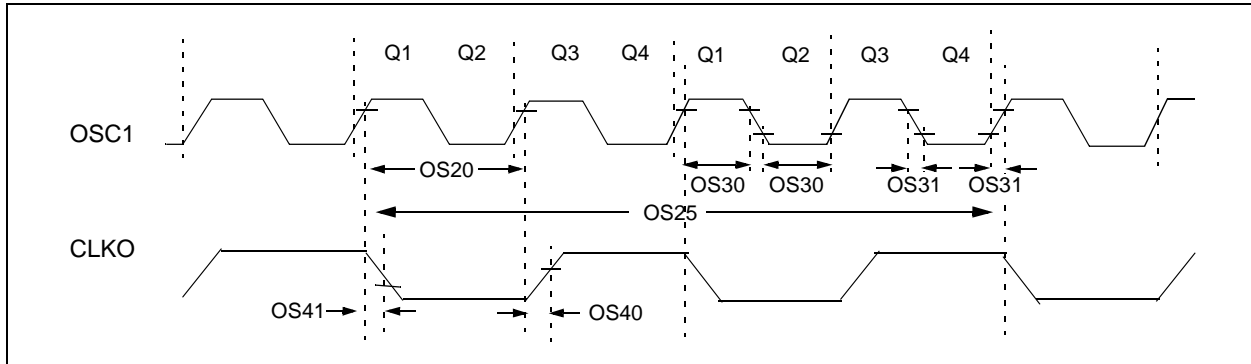 Q1 Q2 Q3 Q4 Q1 Q2 Q3 Q4
OSC1
OS20 OS30 OS30 OS31 OS31
OS25
CLKO
OS41 OS40